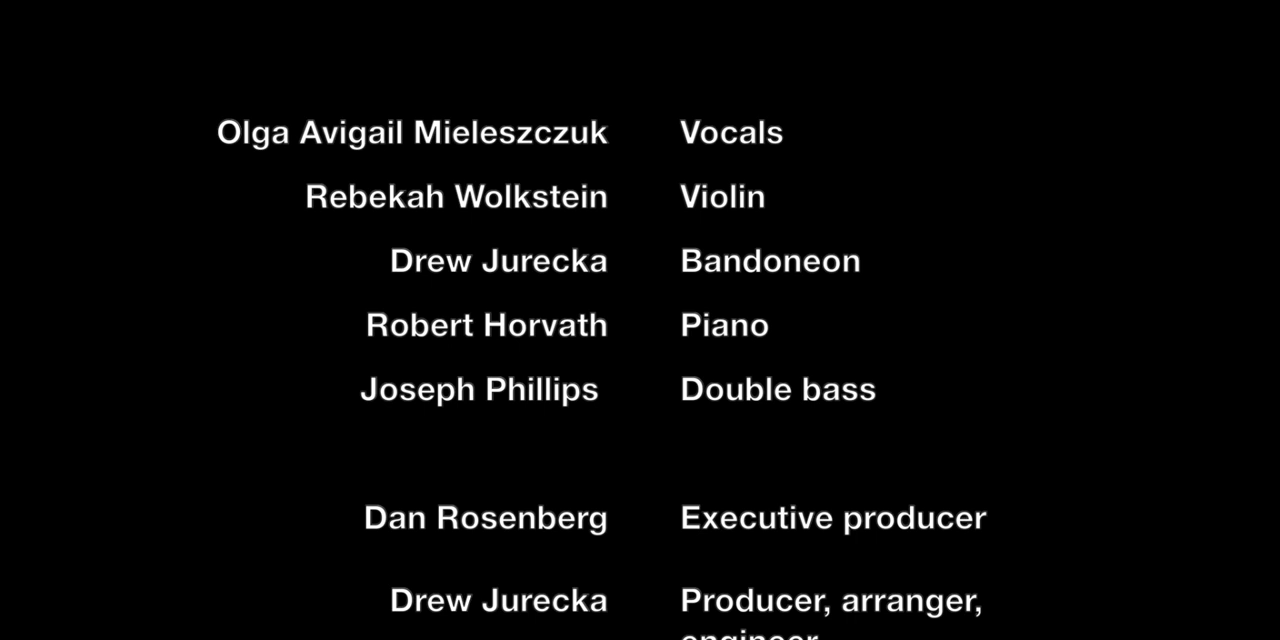 Olga Avigail Mieleszczuk Vocals
Rebekah Wolkstein Violin
Drew Jurecka Bandoneon
Robert Horvath Piano
Joseph Phillips Double bass
Dan Rosenberg Executive producer
Drew Jurecka Producer, arranger,
engineer